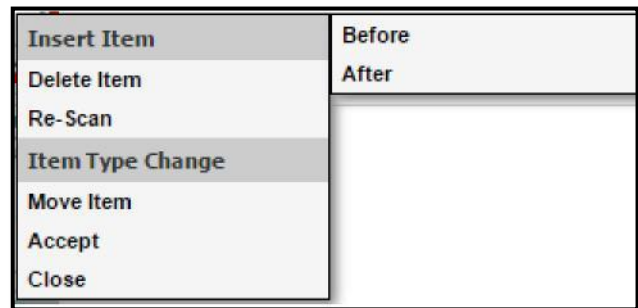 Insert Item
Before
After
Delete Item
Re-Scan
Item Type Change
Move Item
Accept
Close